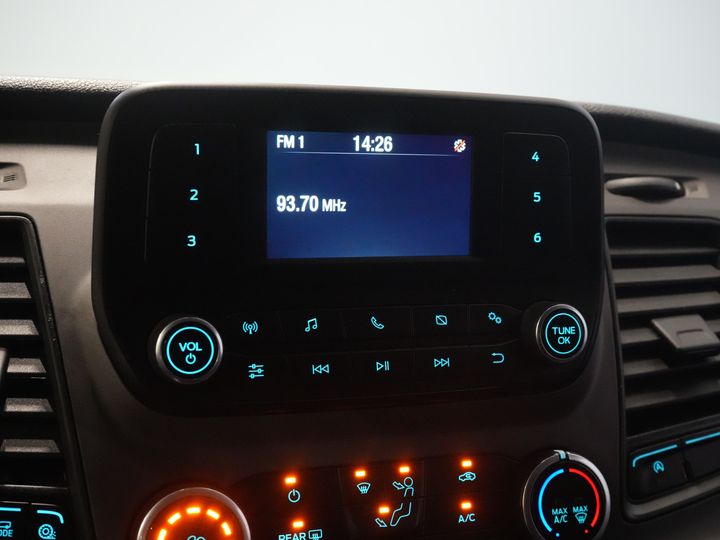 FM 1 14:26
93.70 MHz
1
2
3
4
5
6
VOL
TUNE
OK
REAR
A/C
MAX
A/C
MAX